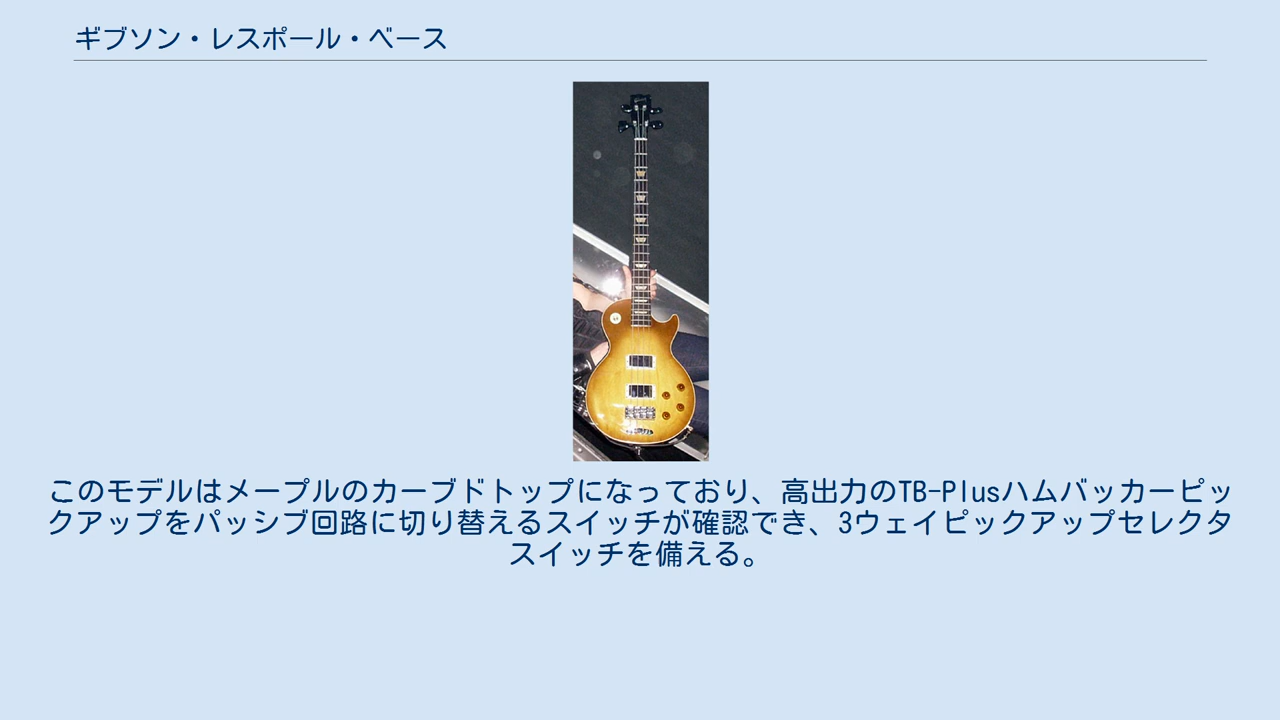 ギブソン・レスポール・ベース
このモデルはメープルのカーブドトップになっており、高出力のTB-Plusハムバッカーピッ
クアップをパッシブ回路に切り替えるスイッチが確認でき、3ウェイピックアップセレクタ
スイッチを備える。